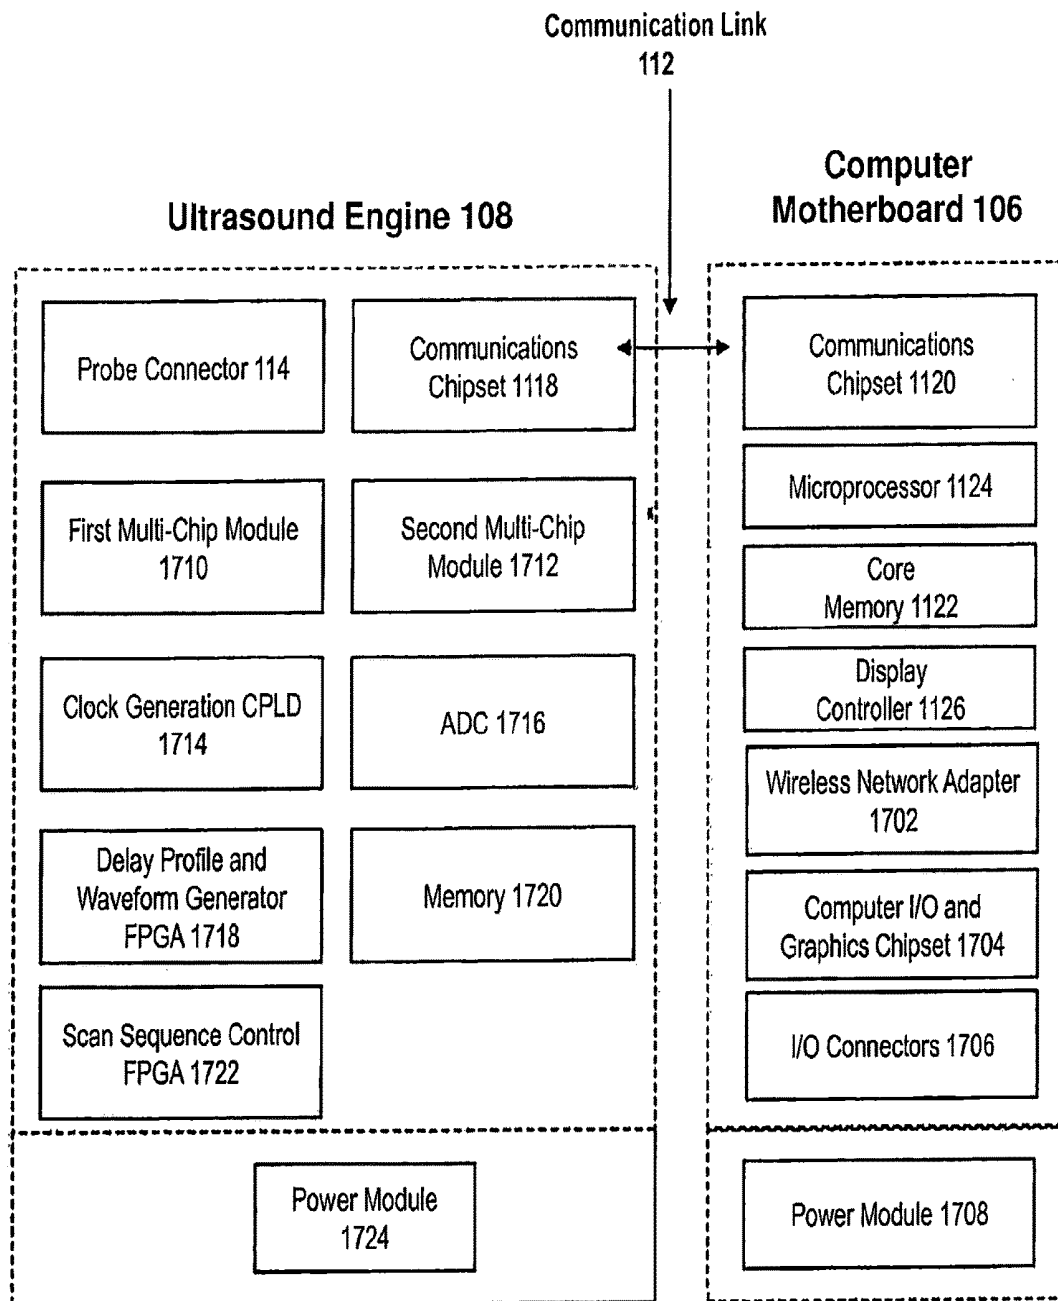 Communication Link
112
Ultrasound Engine 108
Computer
Motherboard 106
Probe Connector 114
Communications
Chipset 1118
First Multi-Chip Module
1710
Second Multi-Chip
Module 1712
Clock Generation CPLD
1714
ADC 1716
Delay Profile and
Waveform Generator
FPGA 1718
Memory 1720
Scan Sequence Control
FPGA 1722
Power Module
1724
Communications
Chipset 1120
Microprocessor 1124
Core
Memory 1122
Display
Controller 1126
Wireless Network Adapter
1702
Computer I/O and
Graphics Chipset 1704
I/O Connectors 1706
Power Module 1708